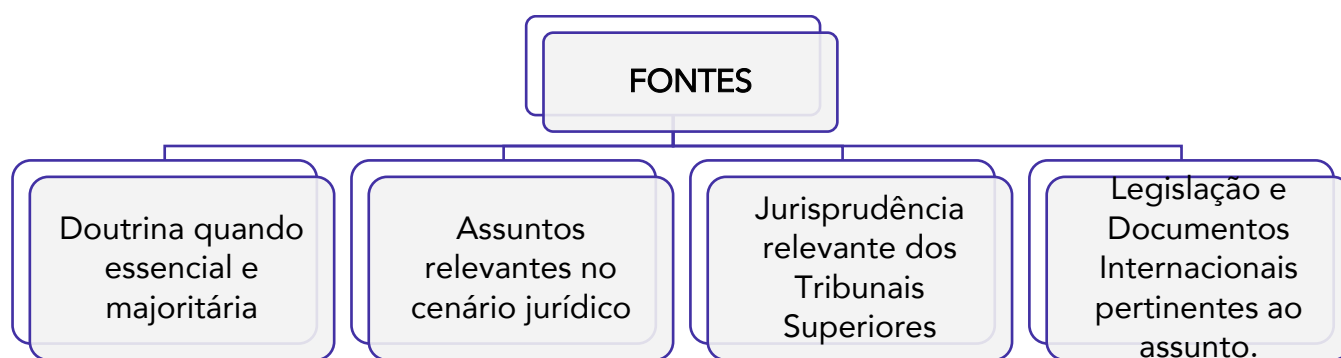 FONTES
Doutrina quando
essencial e
majoritária
Assuntos
relevantes no
cenário jurídico
Jurisprudência
relevante dos
Tribunais
Superiores
Legislação e
Documentos
Internacionais
pertinentes ao
assunto.